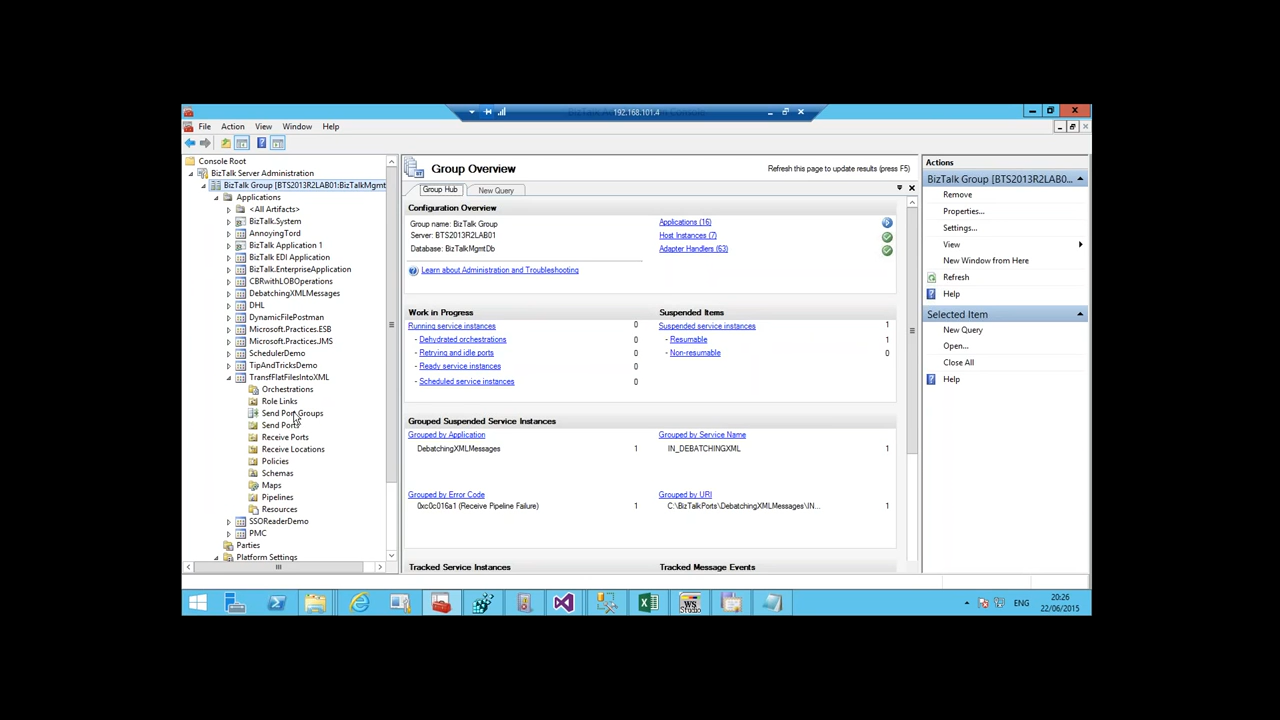 192.168.101.4
File Action View Window Help
Console Root
BizTalk Server Administration
BizTalk Group [BTS2013R2LAB01:BizTalkMgmt
Applications
<All Artifacts>
BizTalk.System
AnnoyingTord
BizTalk Application 1
BizTalk EDI Application
BizTalk.EnterpriseApplication
CBRwithLOBOperations
DebatchingXMLMessages
DHL
DynamicFilePostman
Microsoft.Practices.ESB
Microsoft.Practices.JMS
SchedulerDemo
TipAndTricksDemo
TransfFlatFilesIntoXML
Orchestrations
Role Links
Send Port Groups
Send Ports
Receive Ports
Receive Locations
Policies
Schemas
Maps
Pipelines
Resources
SSOReaderDemo
PMC
Parties
Platform Settings
Group Overview
Refresh this page to update results (press F5)
Group Hub New Query
Configuration Overview
Group name: BizTalk Group Applications (16)
Server: BTS2013R2LAB01 Host Instances (7)
Database: BizTalkMgmtDb Adapter Handlers (63)
Learn about Administration and Troubleshooting
Work in Progress Suspended Items
Running service instances 0 Suspended service instances 1
- Dehydrated orchestrations 0 - Resumable 1
- Retrying and idle ports 0 - Non-resumable 0
- Ready service instances 0
- Scheduled service instances 0
Grouped Suspended Service Instances
Grouped by Application Grouped by Service Name
DebatchingXMLMessages 1 IN_DEBATCHINGXML 1
Grouped by Error Code Grouped by URI
0xc0c016a1 (Receive Pipeline Failure) 1 C:\BizTalkPorts\DebatchingXMLMessages\IN... 1
Tracked Service Instances Tracked Message Events
Actions
BizTalk Group [BTS2013R2LAB0...
Remove
Properties...
Settings...
View
New Window from Here
Refresh
Help
Selected Item
New Query
Open...
Close All
Help
WS
Studio
ENG
20:26
22/06/2015